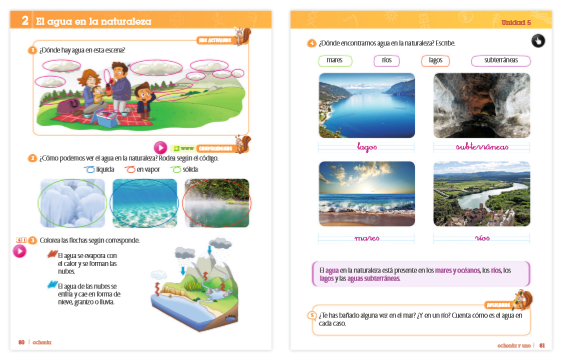 2 El agua en la naturaleza
1 ¿Dónde hay agua en esta escena?
www
2 ¿Cómo podemos ver el agua en la naturaleza? Rodea según el código.
líquida en vapor sólida
3 Colorea las flechas según corresponde.
El agua se evapora con
el calor y se forman las
nubes.
El agua de las nubes se
enfría y cae en forma de
nieve, granizo o lluvia.
80 ochenta
Unidad 5
4 ¿Dónde encontramos agua en la naturaleza? Escribe.
mares ríos lagos subterráneas
lagos subterráneas
mares ríos
El agua en la naturaleza está presente en los mares y océanos, los ríos, los
lagos y las aguas subterráneas.
5 ¿Te has bañado alguna vez en el mar? ¿Y en un río? Cuenta cómo es el agua en
cada caso.
ochenta y uno 81